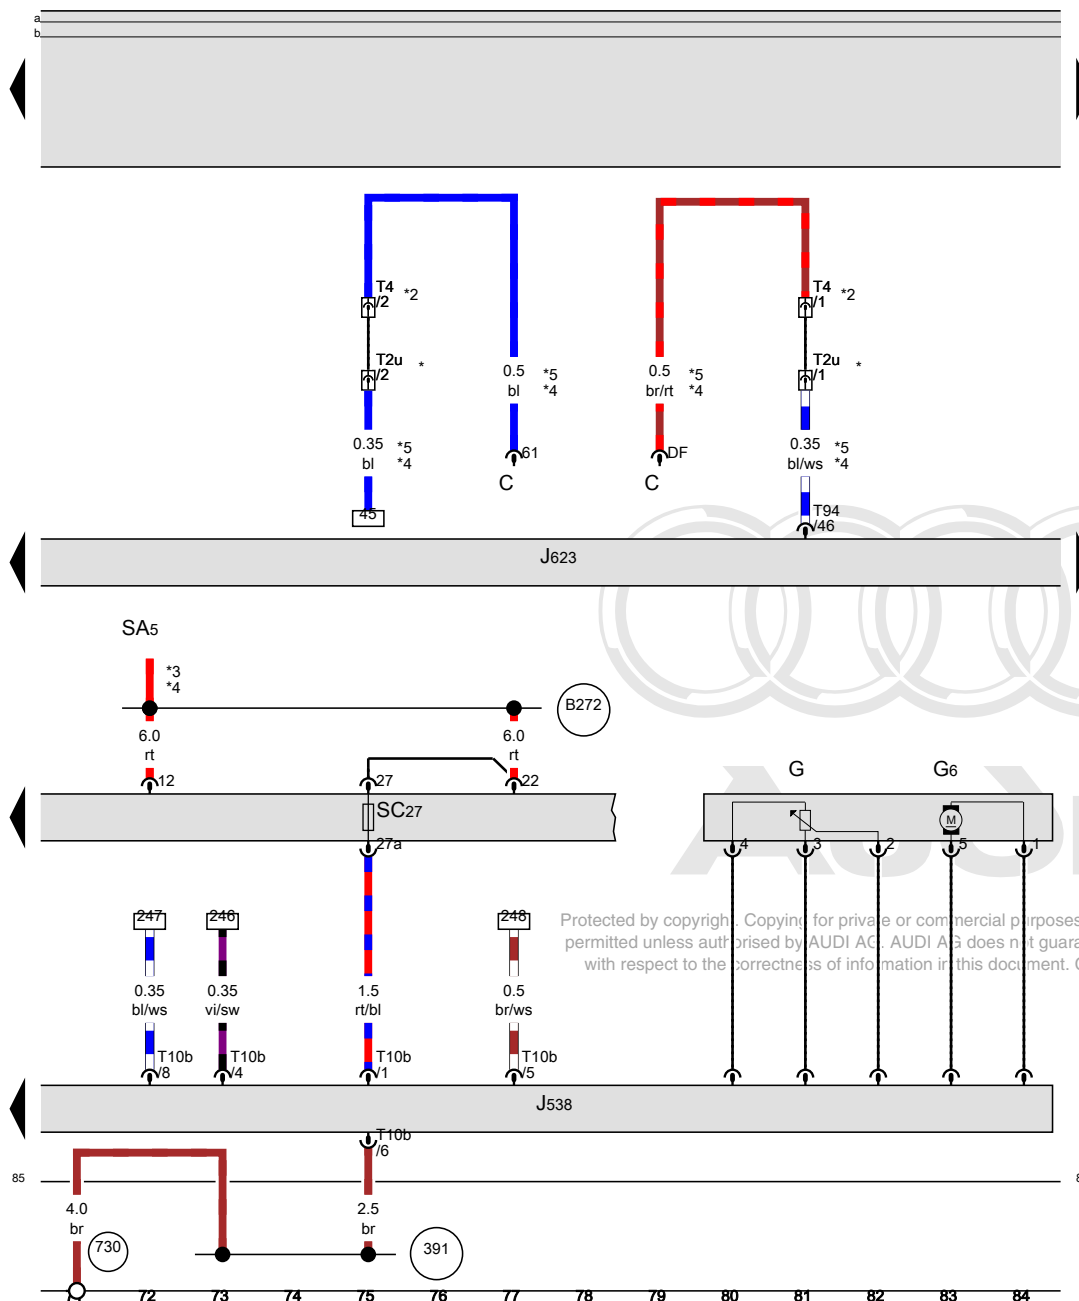 a
b
T4
/2 *2
T4
/1 *2
T2u
/2 *
T2u
/1 *
0.5 *5
bl *4
0.5 *5
br/rt *4
0.35 *5
bl *4
61
C
DF
C
0.35 *5
bl/ws *4
45
T94
/46
J623
SA5
*3
*4
B272
6.0
rt
6.0
rt
12
27
22
G
G6
SC27
M
27a
4
3
2
5
1
247
246
248
Protected by copyright. Copying for private or commercial purposes
permitted unless authorised by AUDI AG. AUDI AG does not guara
with respect to the correctness of information in this document. C
0.35
bl/ws
0.35
vi/sw
1.5
rt/bl
0.5
br/ws
T10b
/8
T10b
/4
T10b
/1
T10b
/5
J538
T10b
/6
85
8
4.0
br
2.5
br
730
391
72 73 74 75 76 77 78 79 80 81 82 83 84